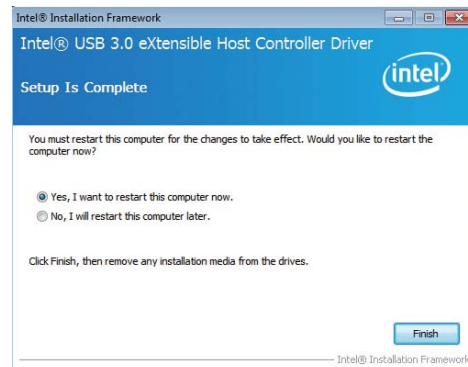 Intel® Installation Framework
Intel® USB 3.0 eXtensible Host Controller Driver
Setup Is Complete
(intel)
You must restart this computer for the changes to take effect. Would you like to restart the
computer now?
Yes, I want to restart this computer now.
No, I will restart this computer later.
Click Finish, then remove any installation media from the drives.
Finish
Intel® Installation Framework